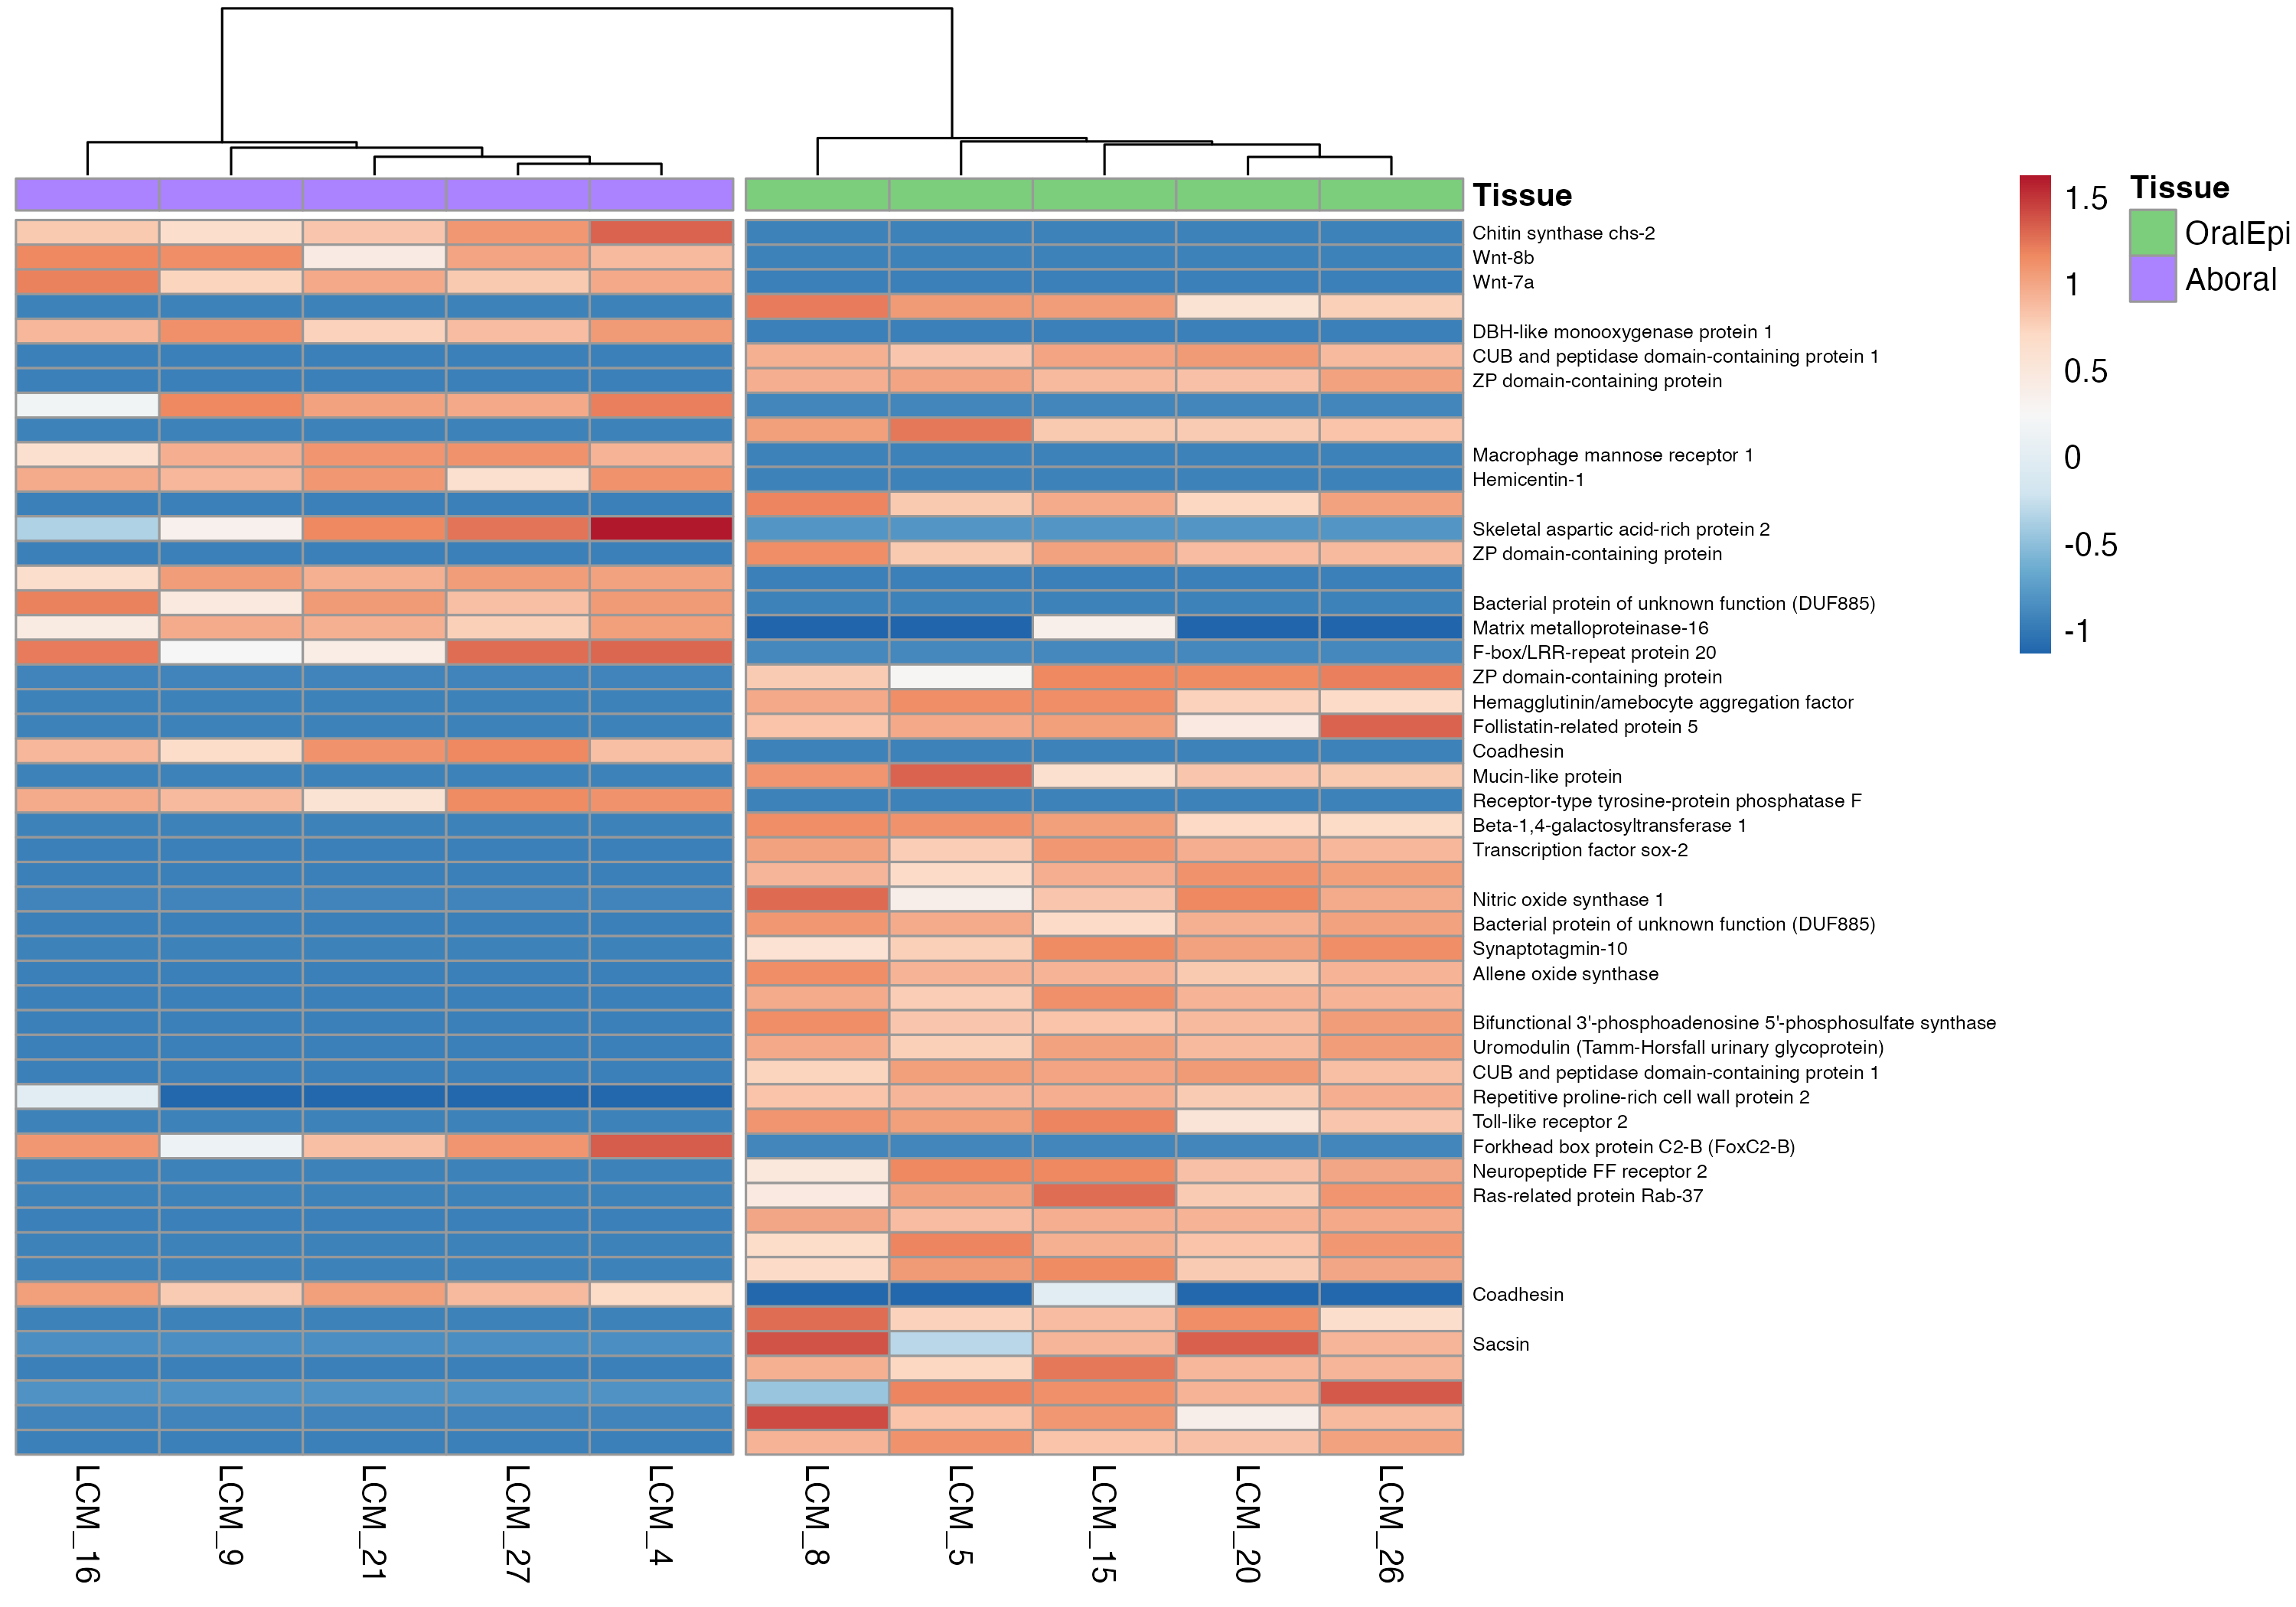 Tissue
Chitin synthase chs-2
Wnt-8b
Wnt-7a
DBH-like monooxygenase protein 1
CUB and peptidase domain-containing protein 1
ZP domain-containing protein
Macrophage mannose receptor 1
Hemicentin-1
Skeletal aspartic acid-rich protein 2
ZP domain-containing protein
Bacterial protein of unknown function (DUF885)
Matrix metalloproteinase-16
F-box/LRR-repeat protein 20
ZP domain-containing protein
Hemagglutinin/amebocyte aggregation factor
Follistatin-related protein 5
Coadhesin
Mucin-like protein
Receptor-type tyrosine-protein phosphatase F
Beta-1,4-galactosyltransferase 1
Transcription factor sox-2
Nitric oxide synthase 1
Bacterial protein of unknown function (DUF885)
Synaptotagmin-10
Allene oxide synthase
Bifunctional 3'-phosphoadenosine 5'-phosphosulfate synthase
Uromodulin (Tamm-Horsfall urinary glycoprotein)
CUB and peptidase domain-containing protein 1
Repetitive proline-rich cell wall protein 2
Toll-like receptor 2
Forkhead box protein C2-B (FoxC2-B)
Neuropeptide FF receptor 2
Ras-related protein Rab-37
Coadhesin
Sacsin
LCM_16
LCM_9
LCM_21
LCM_27
LCM_4
LCM_8
LCM_5
LCM_15
LCM_20
LCM_26
1.5
1
0.5
0
-0.5
-1
Tissue
OralEpi
Aboral